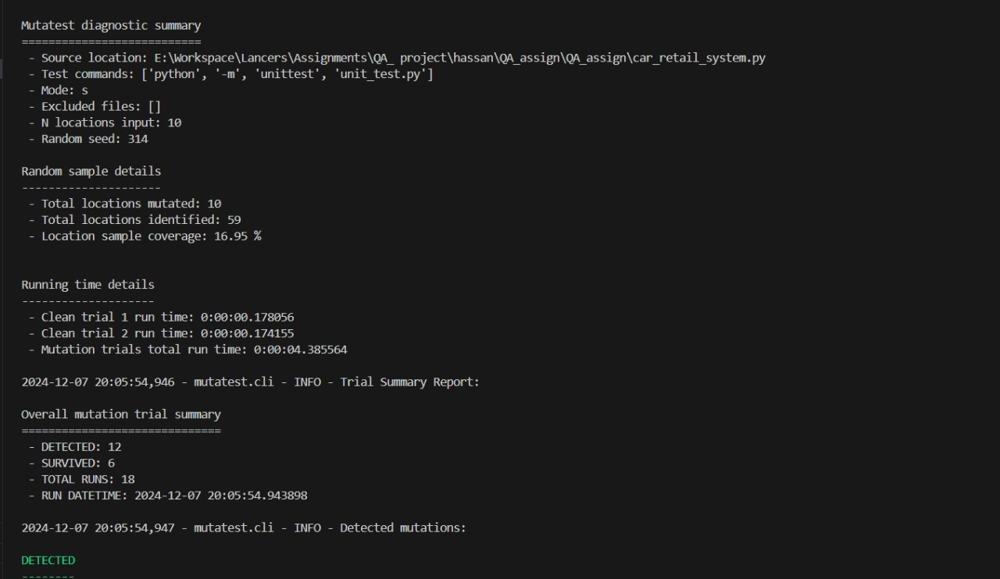 Mutatest diagnostic summary
===========================
- Source location: E:\Workspace\Lancers\Assignments\QA_ project\hassan\QA_assign\QA_assign\car_retail_system.py
- Test commands: ['python', '-m', 'unittest', 'unit_test.py']
- Mode: s
- Excluded files: []
- N locations input: 10
- Random seed: 314
Random sample details
---------------------
- Total locations mutated: 10
- Total locations identified: 59
- Location sample coverage: 16.95 %
Running time details
--------------------
- Clean trial 1 run time: 0:00:00.178056
- Clean trial 2 run time: 0:00:00.174155
- Mutation trials total run time: 0:00:04.385564
2024-12-07 20:05:54,946 - mutatest.cli - INFO - Trial Summary Report:
Overall mutation trial summary
==============================
- DETECTED: 12
- SURVIVED: 6
- TOTAL RUNS: 18
- RUN DATETIME: 2024-12-07 20:05:54.943898
2024-12-07 20:05:54,947 - mutatest.cli - INFO - Detected mutations:
DETECTED
--------